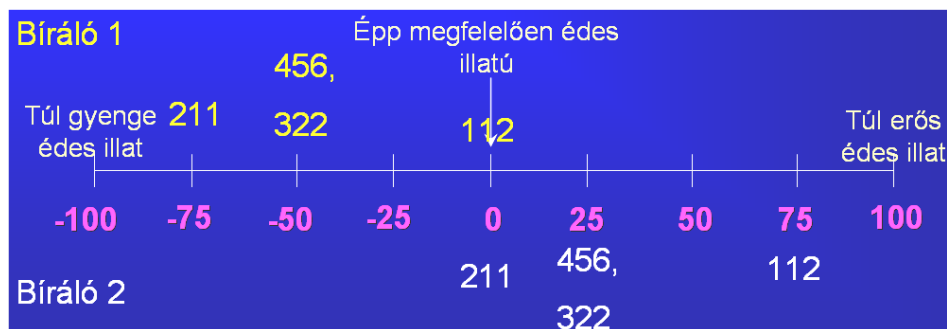 Bíráló 1
Épp megfelelően édes
illatú
456,
322
Túl gyenge
édes illat
211
112
Túl erős
édes illat
-100 -75 -50 -25 0 25 50 75 100
211
456,
322
112
Bíráló 2